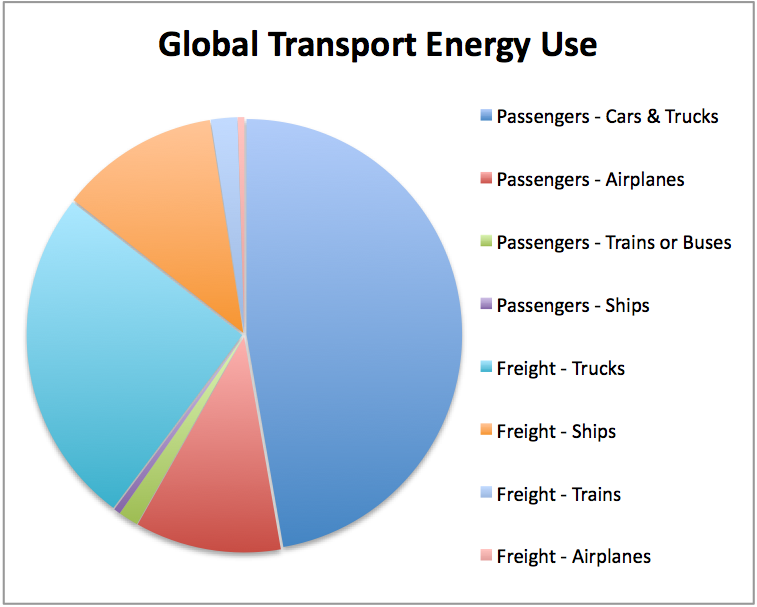 Global Transport Energy Use
Passengers - Cars & Trucks
Passengers - Airplanes
Passengers - Trains or Buses
Passengers - Ships
Freight - Trucks
Freight - Ships
Freight - Trains
Freight - Airplanes